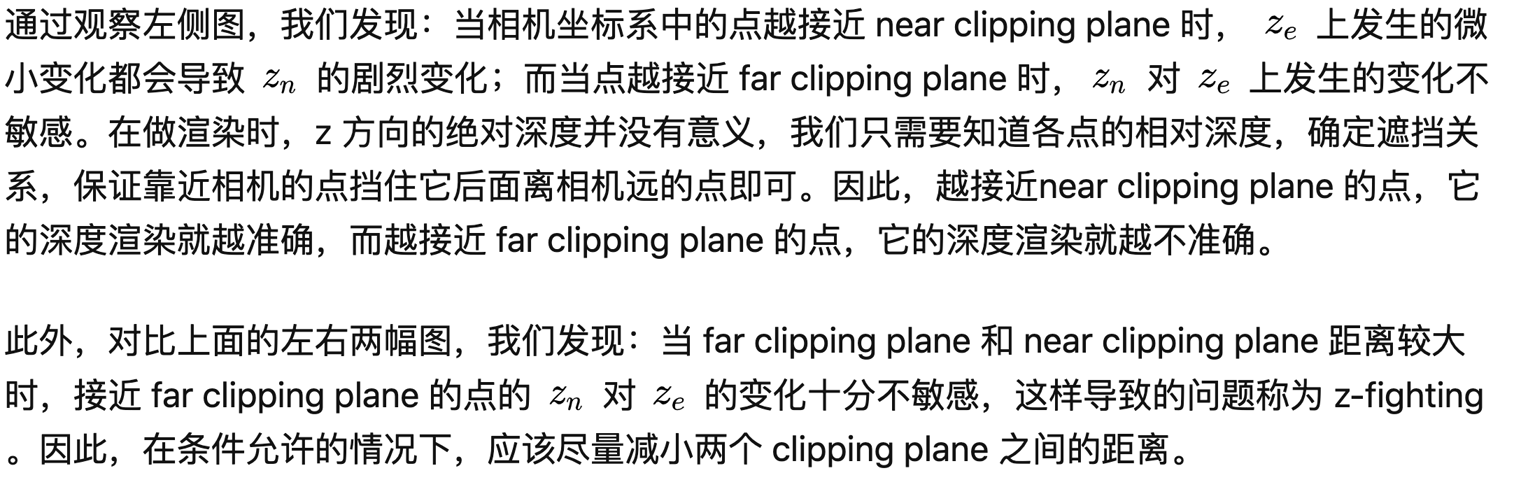 通过观察左侧图，我们发现：当相机坐标系中的点越接近 near clipping plane 时， zₑ 上发生的微
小变化都会导致 zₙ 的剧烈变化；而当点越接近 far clipping plane 时， zₙ 对 zₑ 上发生的变化不
敏感。在做渲染时，z 方向的绝对深度并没有意义，我们只需要知道各点的相对深度，确定遮挡关
系，保证靠近相机的点挡住它后面离相机远的点即可。因此，越接近near clipping plane 的点，它
的深度渲染就越准确，而越接近 far clipping plane 的点，它的深度渲染就越不准确。
此外，对比上面的左右两幅图，我们发现：当 far clipping plane 和 near clipping plane 距离较大
时，接近 far clipping plane 的点的 zₙ 对 zₑ 的变化十分不敏感，这样导致的问题称为 z-fighting
。因此，在条件允许的情况下，应该尽量减小两个 clipping plane 之间的距离。